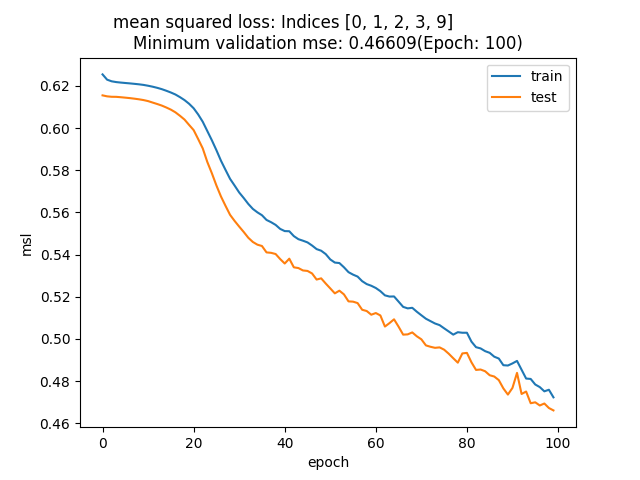 mean squared loss: Indices [0, 1, 2, 3, 9]
Minimum validation mse: 0.46609(Epoch: 100)
train
test
0.62
0.60
0.58
0.56
0.54
0.52
0.50
0.48
0.46
msl
0 20 40 60 80 100
epoch